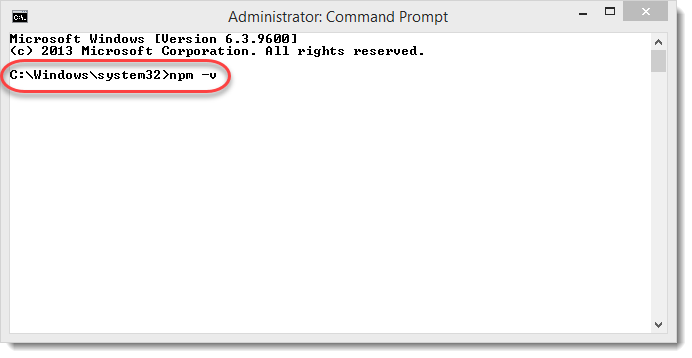 Administrator: Command Prompt
Microsoft Windows [Version 6.3.9600]
(c) 2013 Microsoft Corporation. All rights reserved.
C:\Windows\system32>npm -v